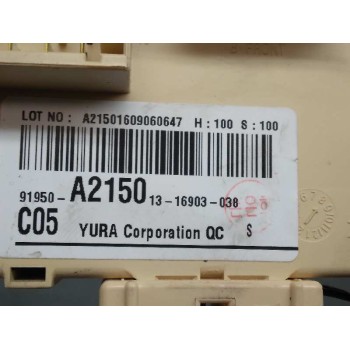 LOT NO : A21501609060647 H : 100 S : 100
91950- A2150 13-16903-038
C05 YURA Corporation QC S